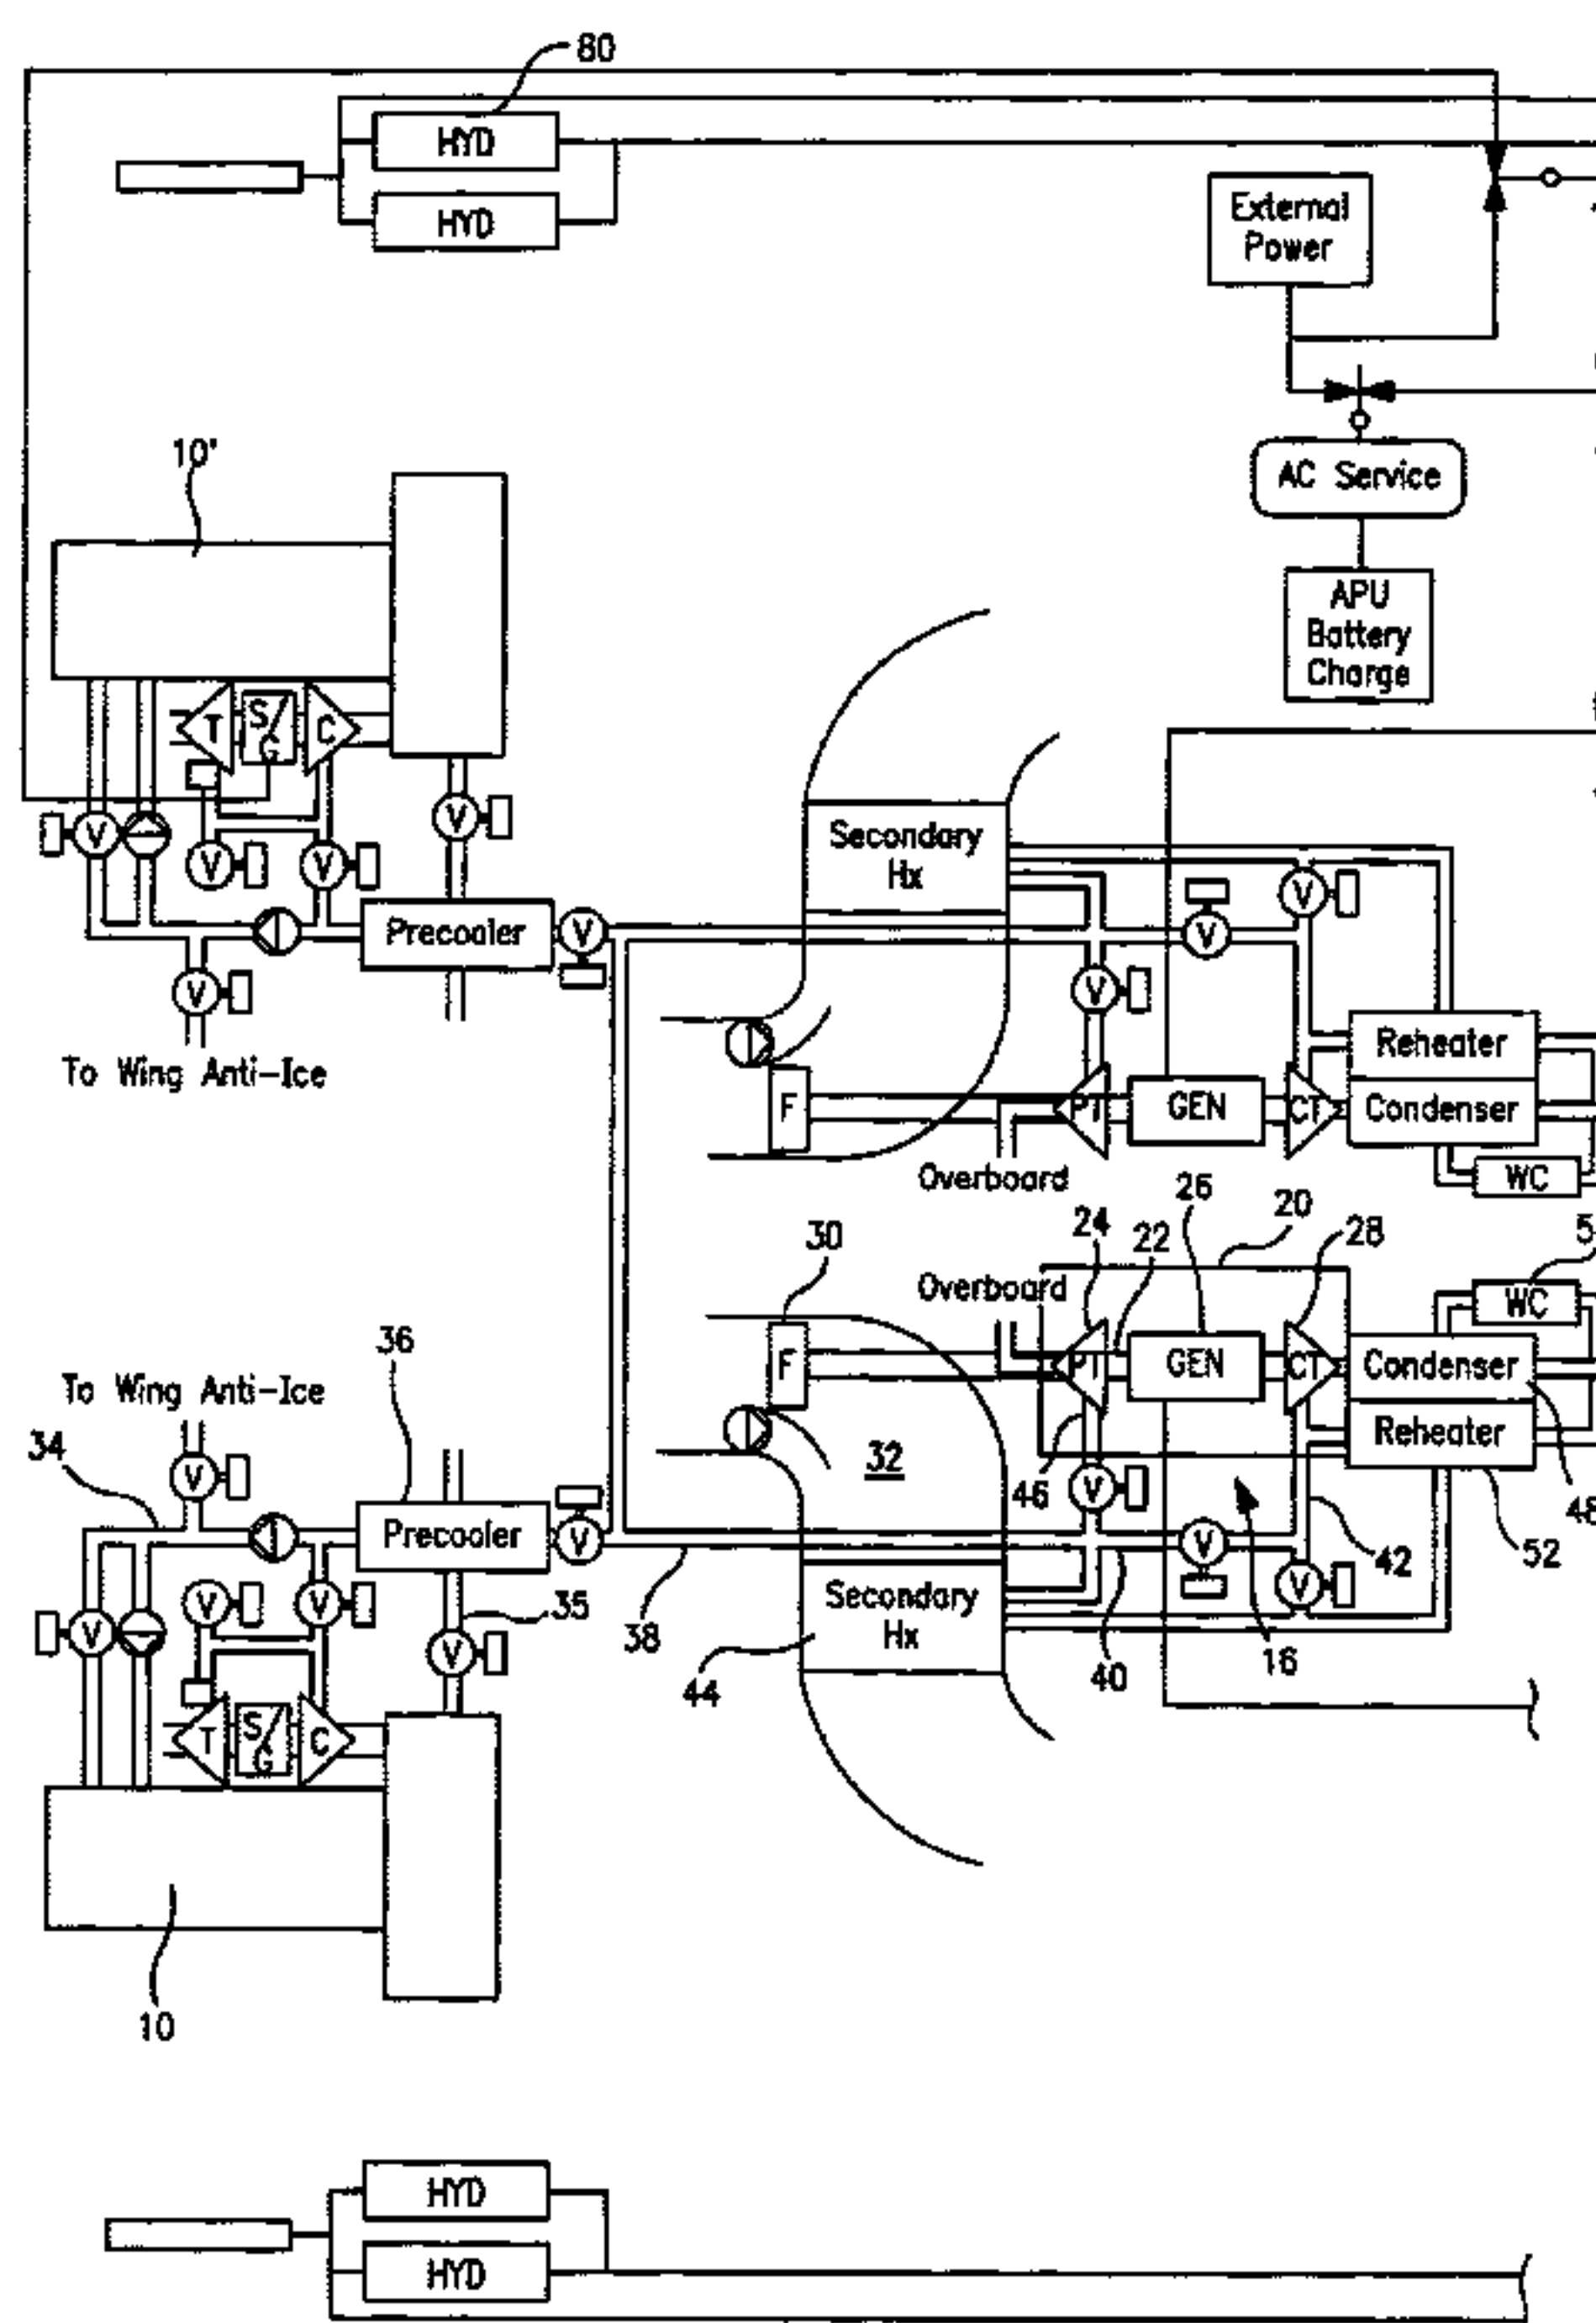 80
HYD
HYD
External
Power
AC Service
APU
Battery
Charge
10'
T
S/
G
C
V
V
V
V
V
Precooler
V
To Wing Anti-Ice
Secondary
Hx
V
V
V
Reheater
Condenser
F
PT
GEN
CT
WC
Overboard
26
20
24
22
28
30
5
Overboard
WC
F
PT
GEN
CT
Condenser
Reheater
36
To Wing Anti-Ice
34
32
46
48
V
V
Precooler
V
V
42
52
V
V
V
V
35
38
Secondary
Hx
V
44
40
16
T
S/
G
C
10
HYD
HYD